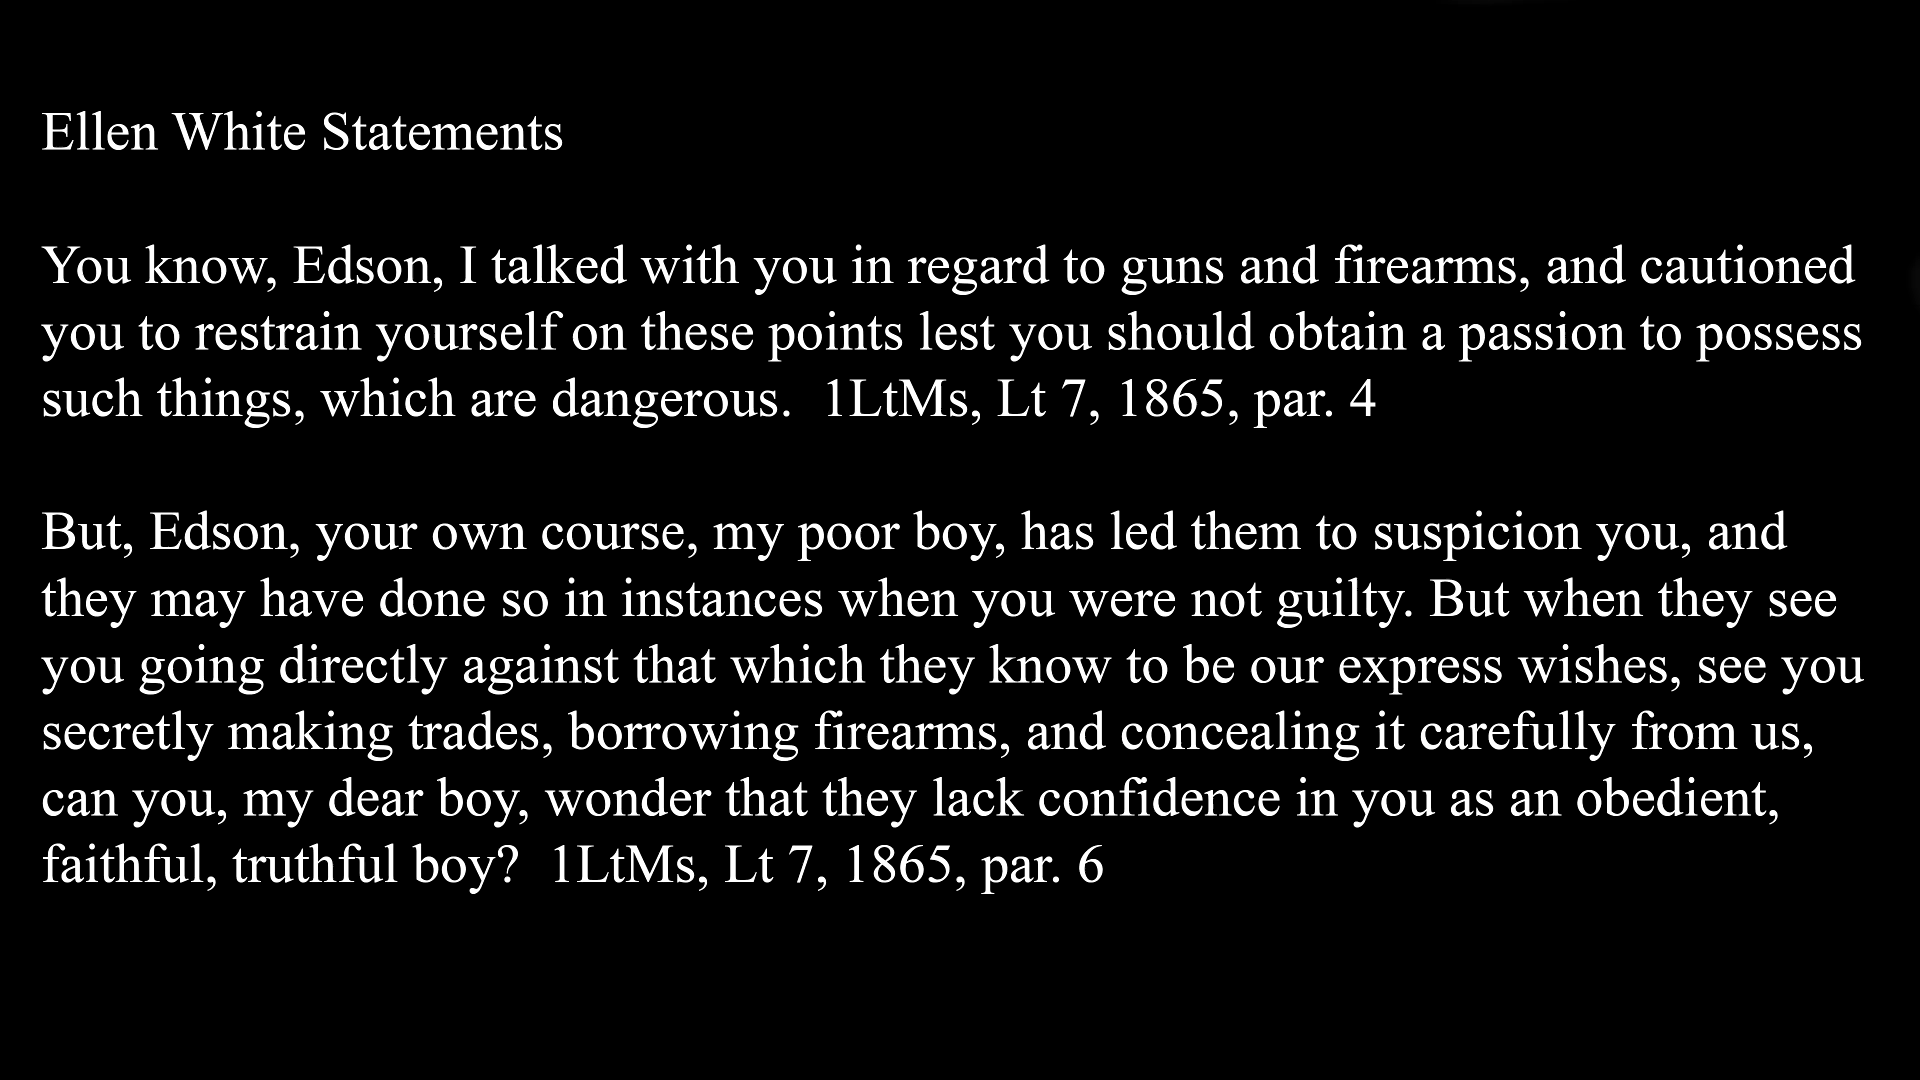 Ellen White Statements
You know, Edson, I talked with you in regard to guns and firearms, and cautioned
you to restrain yourself on these points lest you should obtain a passion to possess
such things, which are dangerous.  1LtMs, Lt 7, 1865, par. 4
But, Edson, your own course, my poor boy, has led them to suspicion you, and
they may have done so in instances when you were not guilty. But when they see
you going directly against that which they know to be our express wishes, see you
secretly making trades, borrowing firearms, and concealing it carefully from us,
can you, my dear boy, wonder that they lack confidence in you as an obedient,
faithful, truthful boy?  1LtMs, Lt 7, 1865, par. 6